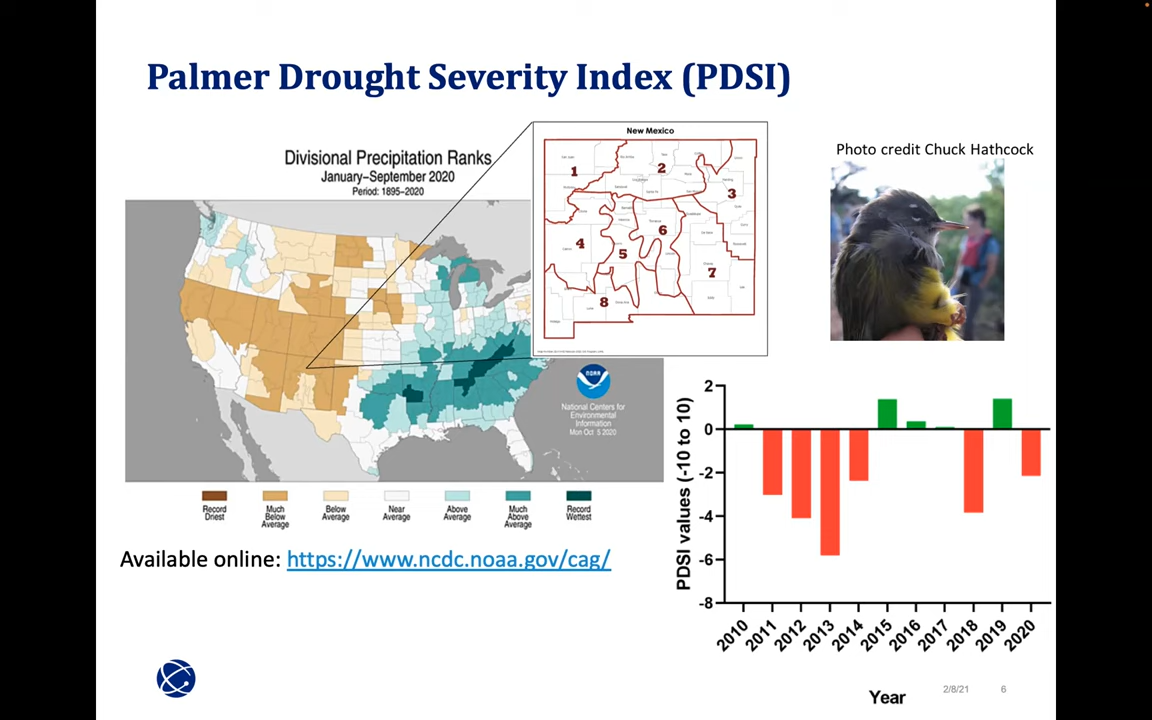 Palmer Drought Severity Index (PDSI)
Divisional Precipitation Ranks
January–September 2020
Period: 1895–2020
New Mexico
1
2
3
4
5
6
7
8
Photo credit Chuck Hathcock
NOAA
National Centers for
Environmental
Information
Mon Oct 5 2020
Record
Driest
Much
Below
Average
Below
Average
Near
Average
Above
Average
Much
Above
Average
Record
Wettest
Available online: https://www.ncdc.noaa.gov/cag/
PDSI values (-10 to 10)
2
0
-2
-4
-6
-8
2010
2011
2012
2013
2014
2015
2016
2017
2018
2019
2020
Year
2/8/21
6